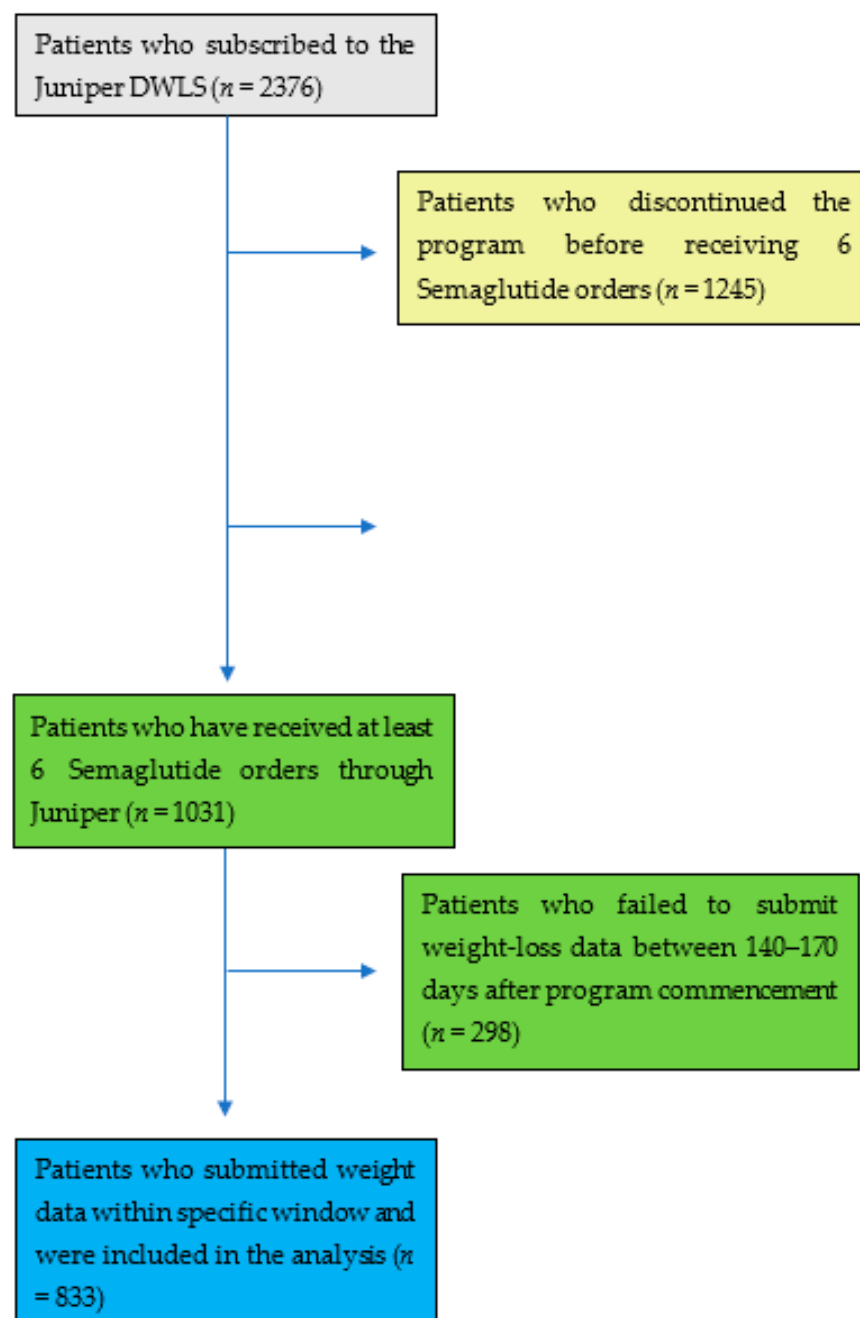 Patients who subscribed to the
Juniper DWLS (n = 2376)
Patients who discontinued the
program before receiving 6
Semaglutide orders (n = 1245)
Patients who have received at least
6 Semaglutide orders through
Juniper (n = 1031)
Patients who failed to submit
weight-loss data between 140–170
days after program commencement
(n = 298)
Patients who submitted weight
data within specific window and
were included in the analysis (n
= 833)